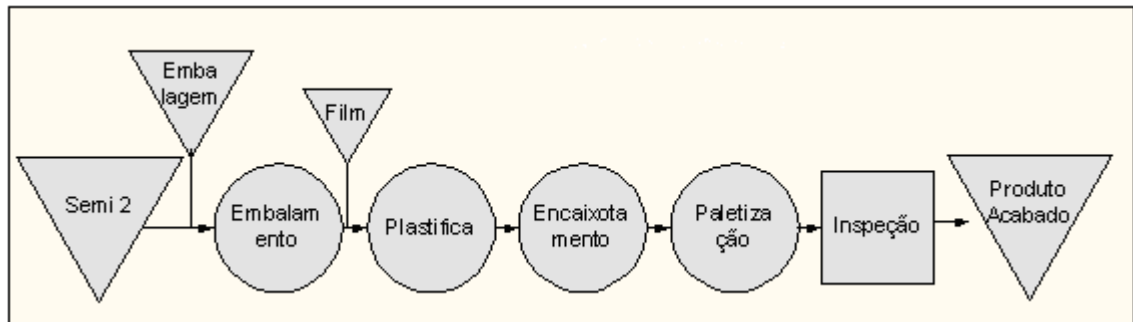 Emba
lagem
Film
Semi 2
Embalam
ento
Plastifica
Encaixota
mento
Paletiza
ção
Inspeção
Produto
Acabado